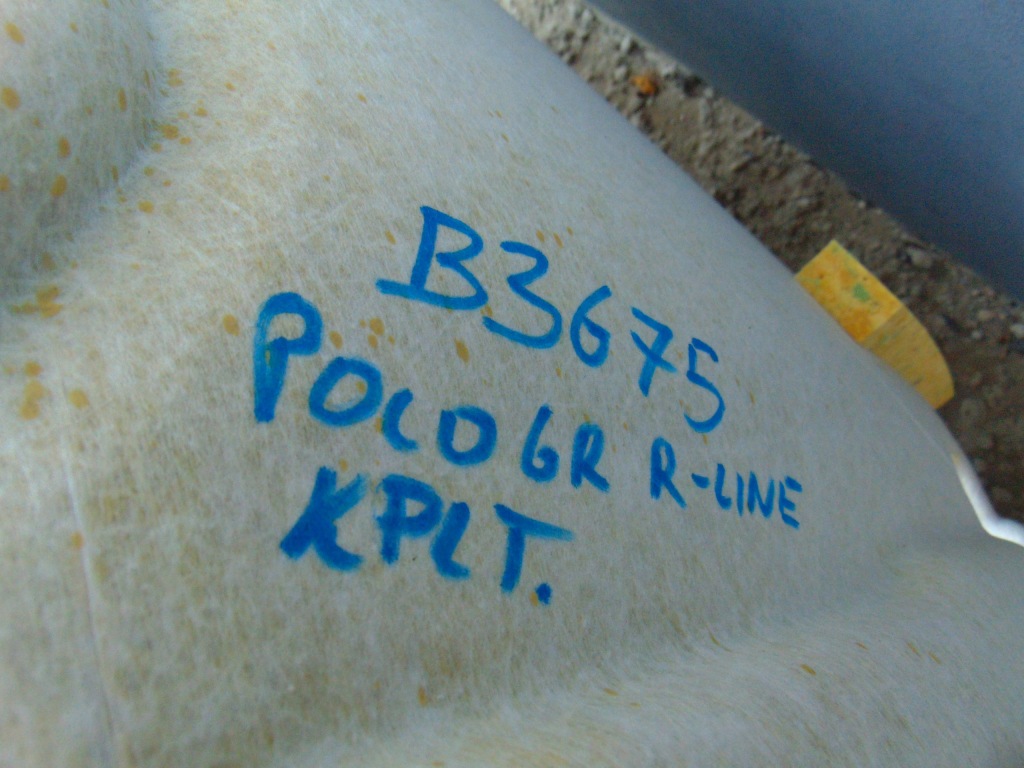 B3675
POLO 6R R-LINE
KPLT.